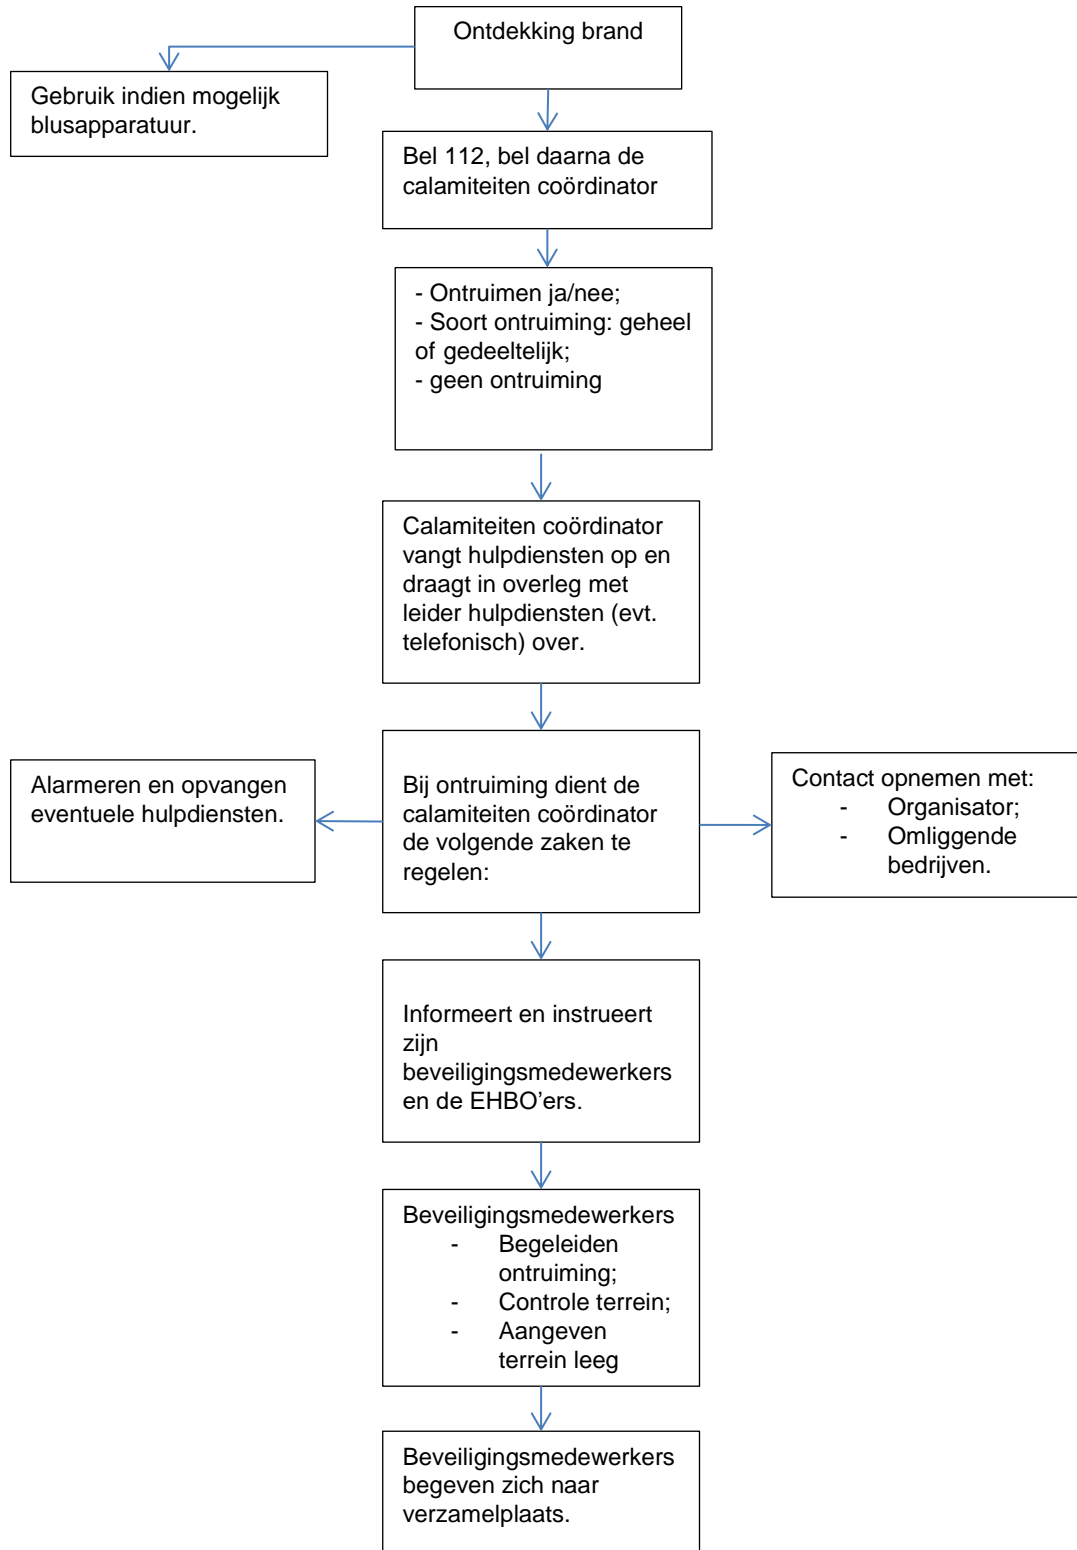 Ontdekking brand
Gebruik indien mogelijk
blusapparatuur.
Bel 112, bel daarna de
calamiteiten coördinator
- Ontruimen ja/nee;
- Soort ontruiming: geheel
of gedeeltelijk;
- geen ontruiming
Calamiteiten coördinator
vangt hulpdiensten op en
draagt in overleg met
leider hulpdiensten (evt.
telefonisch) over.
Alarmeren en opvangen
eventuele hulpdiensten.
Bij ontruiming dient de
calamiteiten coördinator
de volgende zaken te
regelen:
Contact opnemen met:
- Organisator;
- Omliggende
bedrijven.
Informeert en instrueert
zijn
beveiligingsmedewerkers
en de EHBO’ers.
Beveiligingsmedewerkers
- Begeleiden
ontruiming;
- Controle terrein;
- Aangeven
terrein leeg
Beveiligingsmedewerkers
begeven zich naar
verzamelplaats.